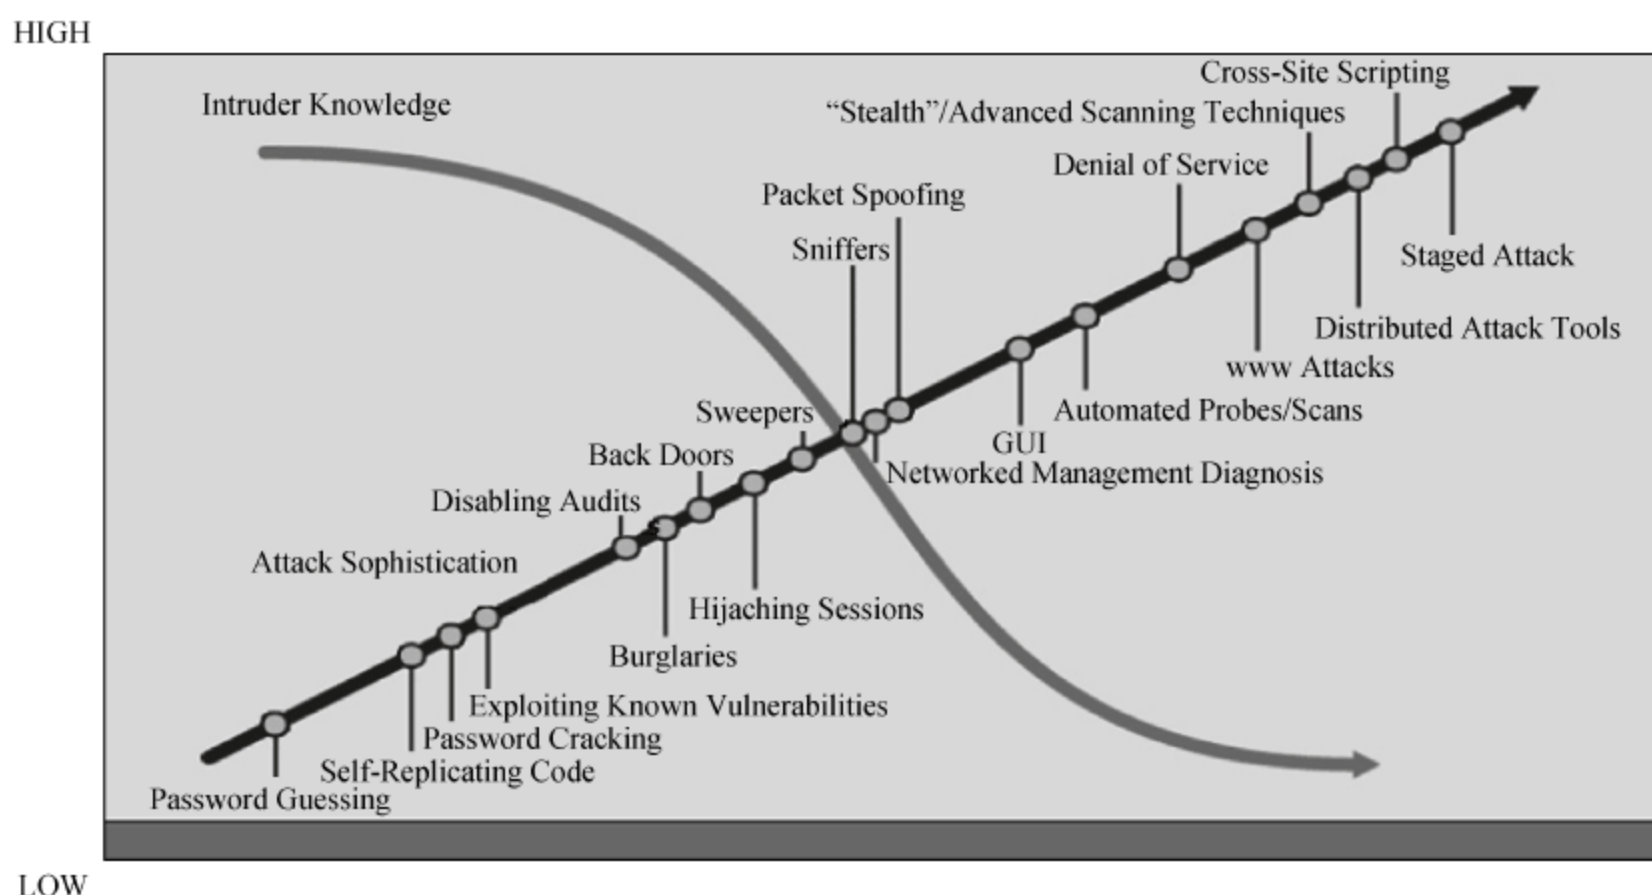 HIGH
Cross-Site Scripting
Intruder Knowledge
“Stealth”/Advanced Scanning Techniques
Denial of Service
Packet Spoofing
Sniffers
Staged Attack
Distributed Attack Tools
www Attacks
Automated Probes/Scans
Sweepers
GUI
Back Doors
Networked Management Diagnosis
Disabling Audits
Attack Sophistication
Hijaching Sessions
Burglaries
Exploiting Known Vulnerabilities
Password Cracking
Self-Replicating Code
Password Guessing
LOW